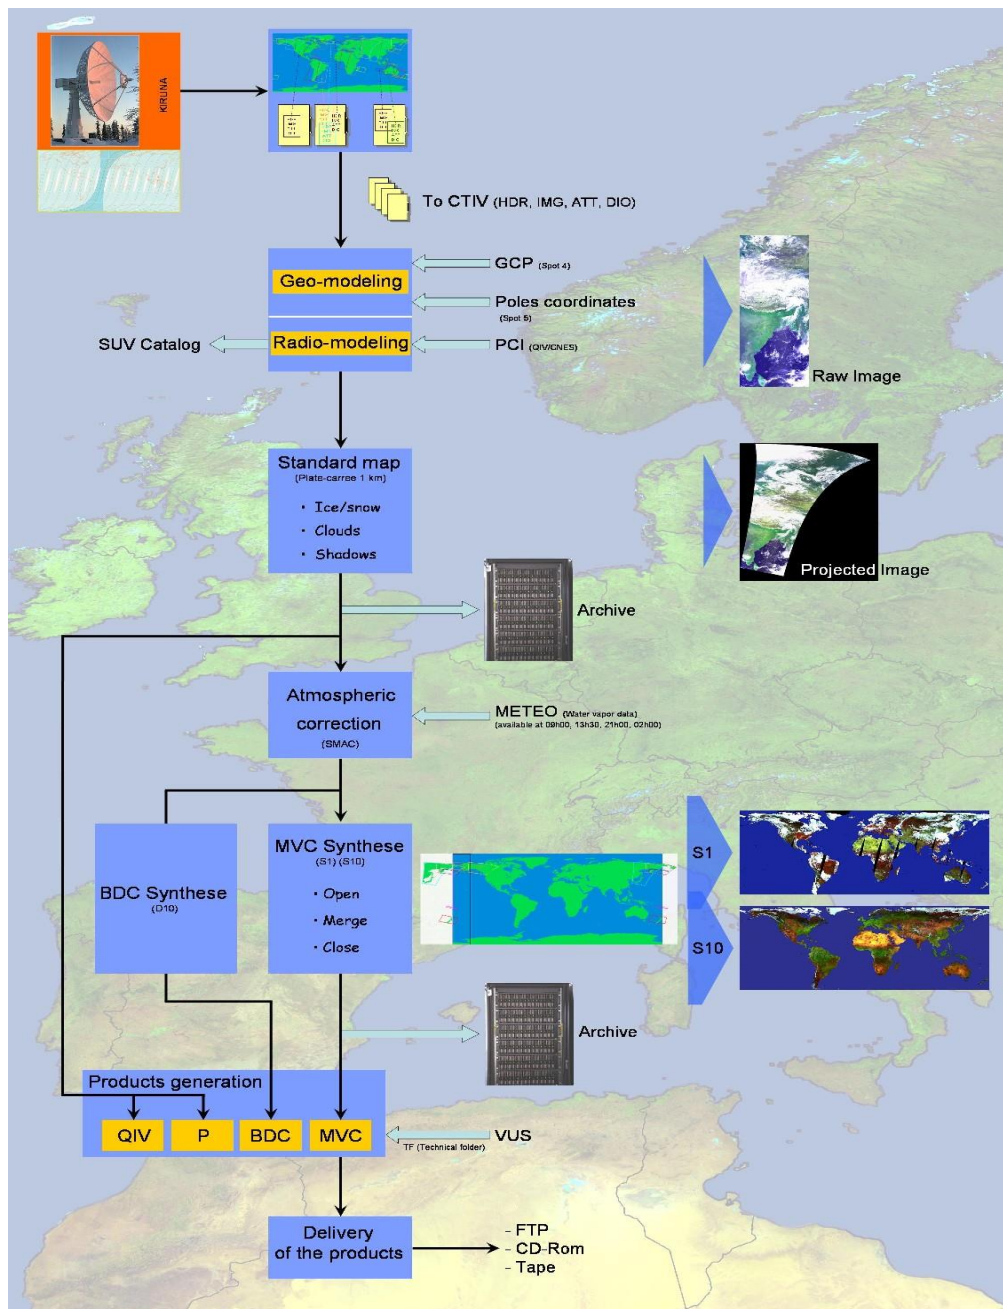 KIRUNA
To CTIV (HDR, IMG, ATT, DIO)
GCP (Spot 4)
Geo-modeling
Poles coordinates
(Spot 5)
SUV Catalog
Radio-modeling
PCI (QIV/CNES)
Raw Image
Standard map
(Plate-carree 1 km)
· Ice/snow
· Clouds
· Shadows
Projected Image
Archive
Atmospheric
correction
(SMAC)
METEO (Water vapor data)
(available at 09h00, 13h30, 21h00, 02h00)
BDC Synthese
(D10)
MVC Synthese
(S1) (S10)
· Open
· Merge
· Close
S1
S10
Archive
Products generation
QIV
P
BDC
MVC
VUS
TF (Technical folder)
Delivery
of the products
- FTP
- CD-Rom
- Tape